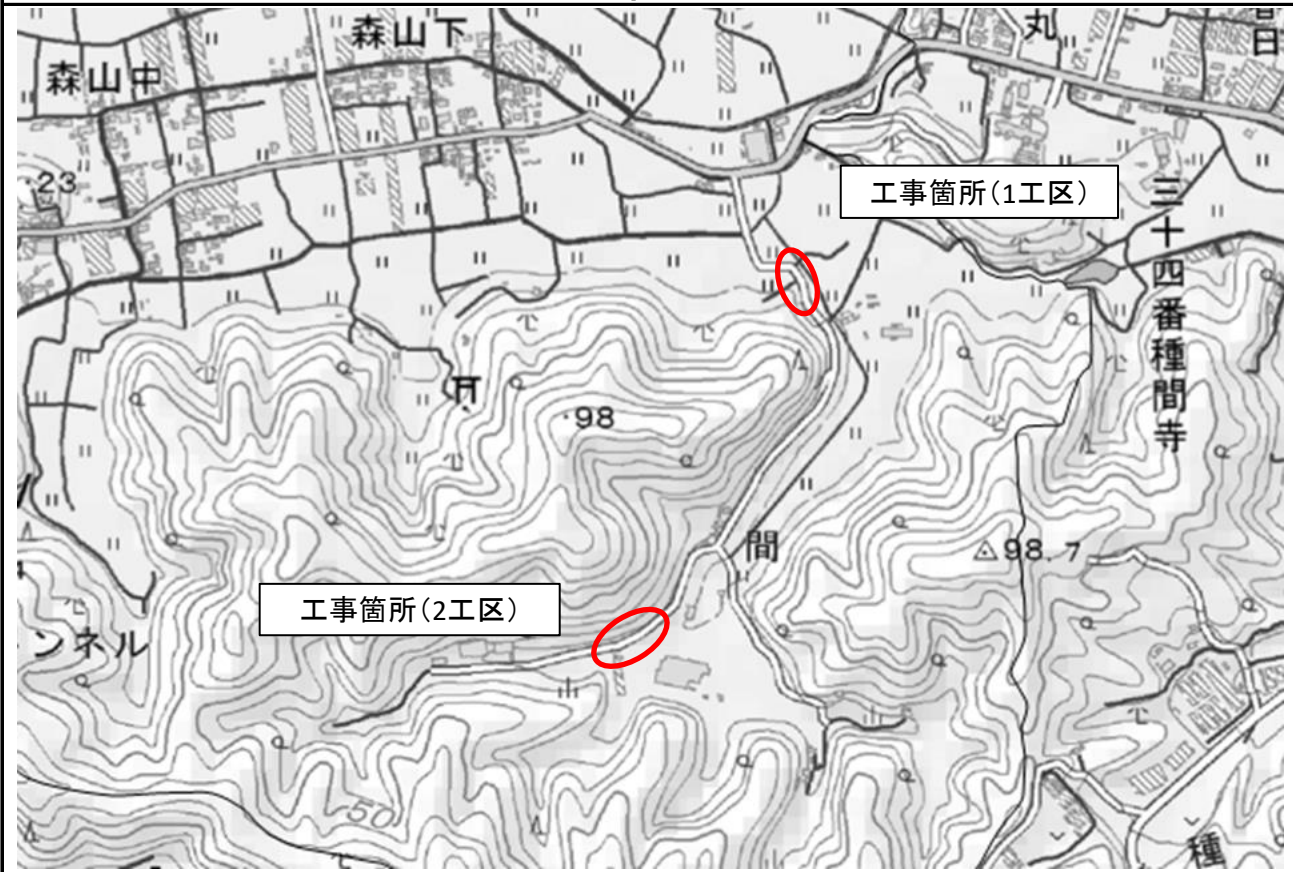 森山下
丸
森山中
・23
工事箇所（1工区）
三十四番種間寺
・98
間
98.7
工事箇所（2工区）
ンネル
50
種